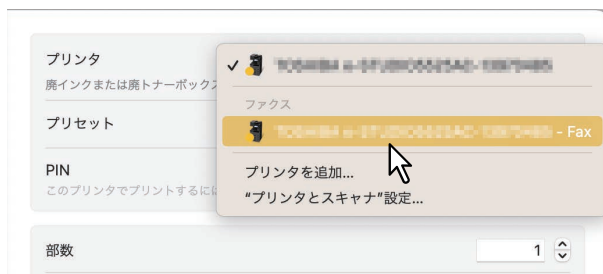 プリンタ
廃インクまたは廃トナーボックス
ファクス
- Fax
プリセット
プリンタを追加...
PIN
"プリンタとスキャナ"設定...
このプリンタでプリントするには
部数
1